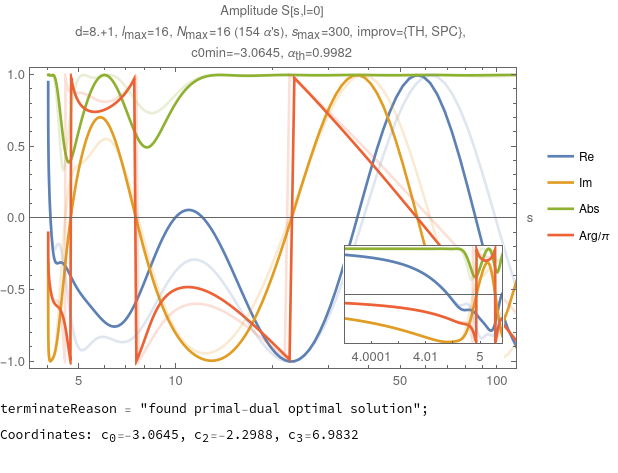 Amplitude S[s,l=0]
d=8.+1, lmax=16, Nmax=16 (154 α's), smax=300, improv={TH, SPC},
c0min=−3.0645, αth=0.9982
1.0
0.5
0.0
−0.5
−1.0
5
10
50
100
s
4.0001
4.01
5
Re
Im
Abs
Arg/π
terminateReason = "found primal-dual optimal solution";
Coordinates: c0=-3.0645, c2=-2.2988, c3=6.9832